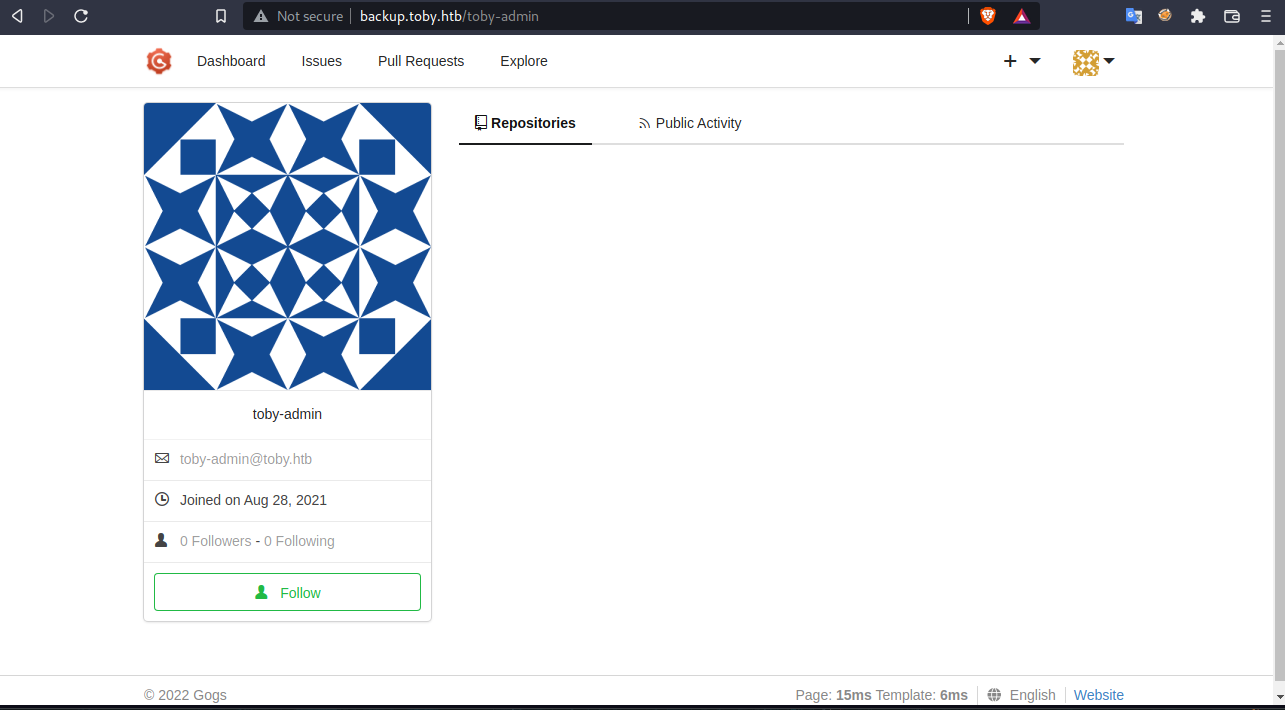 Not secure backup.toby.htb/toby-admin
Dashboard Issues Pull Requests Explore
Repositories Public Activity
toby-admin
toby-admin@toby.htb
Joined on Aug 28, 2021
0 Followers - 0 Following
Follow
© 2022 Gogs Page: 15ms Template: 6ms English Website